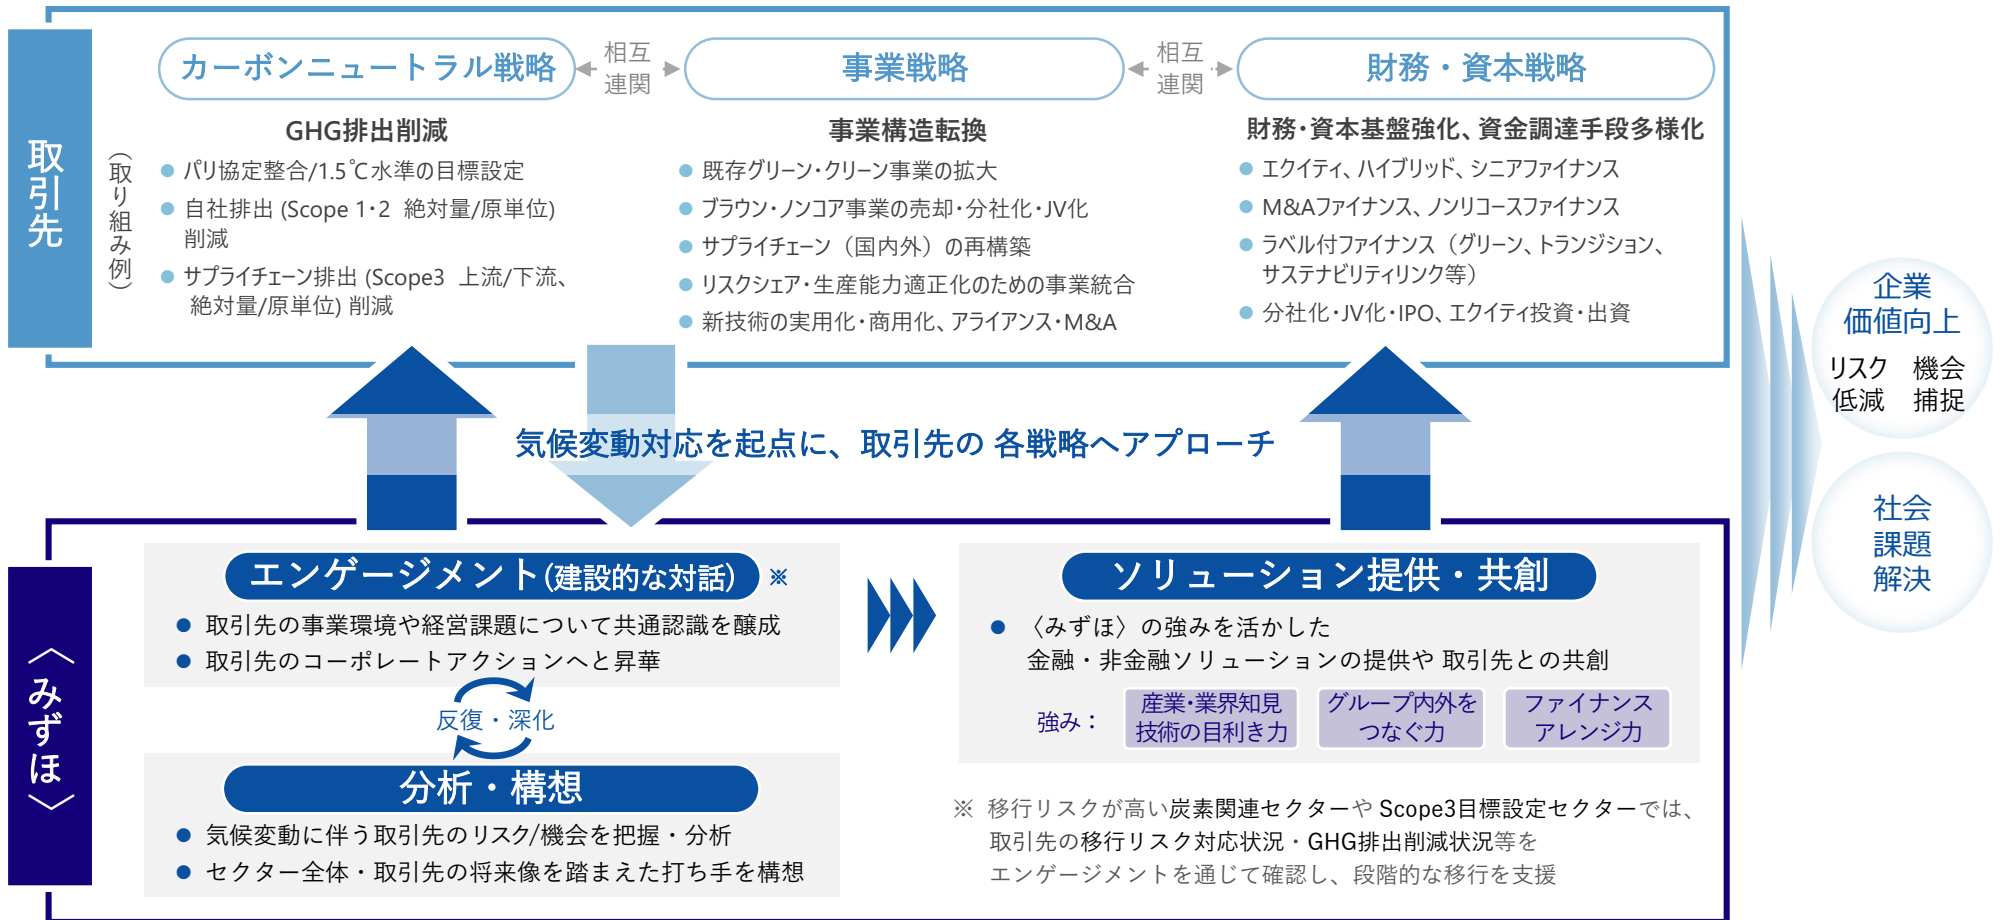 取引先
（取り組み例）
カーボンニュートラル戦略
相互
連関
事業戦略
相互
連関
財務・資本戦略
GHG排出削減
● パリ協定整合/1.5℃水準の目標設定
● 自社排出 (Scope 1・2 絶対量/原単位)
削減
● サプライチェーン排出 (Scope3 上流/下流、
絶対量/原単位) 削減
事業構造転換
● 既存グリーン・クリーン事業の拡大
● ブラウン・ノンコア事業の売却・分社化・JV化
● サプライチェーン（国内外）の再構築
● リスクシェア・生産能力適正化のための事業統合
● 新技術の実用化・商用化、アライアンス・M&A
財務・資本基盤強化、資金調達手段多様化
● エクイティ、ハイブリッド、シニアファイナンス
● M&Aファイナンス、ノンリコースファイナンス
● ラベル付ファイナンス（グリーン、トランジション、
サステナビリティリンク等）
● 分社化・JV化・IPO、エクイティ投資・出資
気候変動対応を起点に、取引先の 各戦略へアプローチ
〈みずほ〉
エンゲージメント(建設的な対話) ※
● 取引先の事業環境や経営課題について共通認識を醸成
● 取引先のコーポレートアクションへと昇華
反復・深化
分析・構想
● 気候変動に伴う取引先のリスク/機会を把握・分析
● セクター全体・取引先の将来像を踏まえた打ち手を構想
ソリューション提供・共創
● 〈みずほ〉の強みを活かした
金融・非金融ソリューションの提供や 取引先との共創
強み：
産業・業界知見
技術の目利き力
グループ内外を
つなぐ力
ファイナンス
アレンジ力
※ 移行リスクが高い炭素関連セクターや Scope3目標設定セクターでは、
取引先の移行リスク対応状況・GHG排出削減状況等を
エンゲージメントを通じて確認し、段階的な移行を支援
企業
価値向上
リスク 機会
低減 捕捉
社会
課題
解決